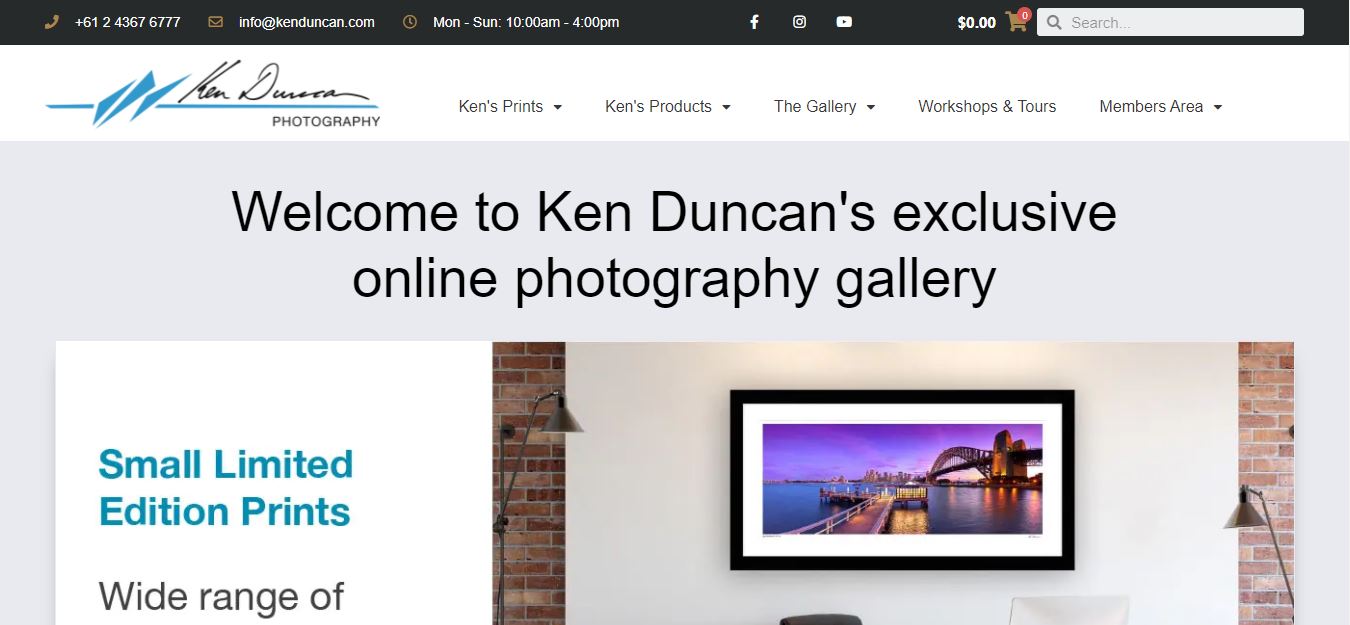 +61 2 4367 6777 info@kenduncan.com Mon - Sun: 10:00am - 4:00pm $0.00 0 Search...
Ken Duncan
PHOTOGRAPHY
Ken's Prints Ken's Products The Gallery Workshops & Tours Members Area
Welcome to Ken Duncan's exclusive
online photography gallery
Small Limited
Edition Prints
Wide range of